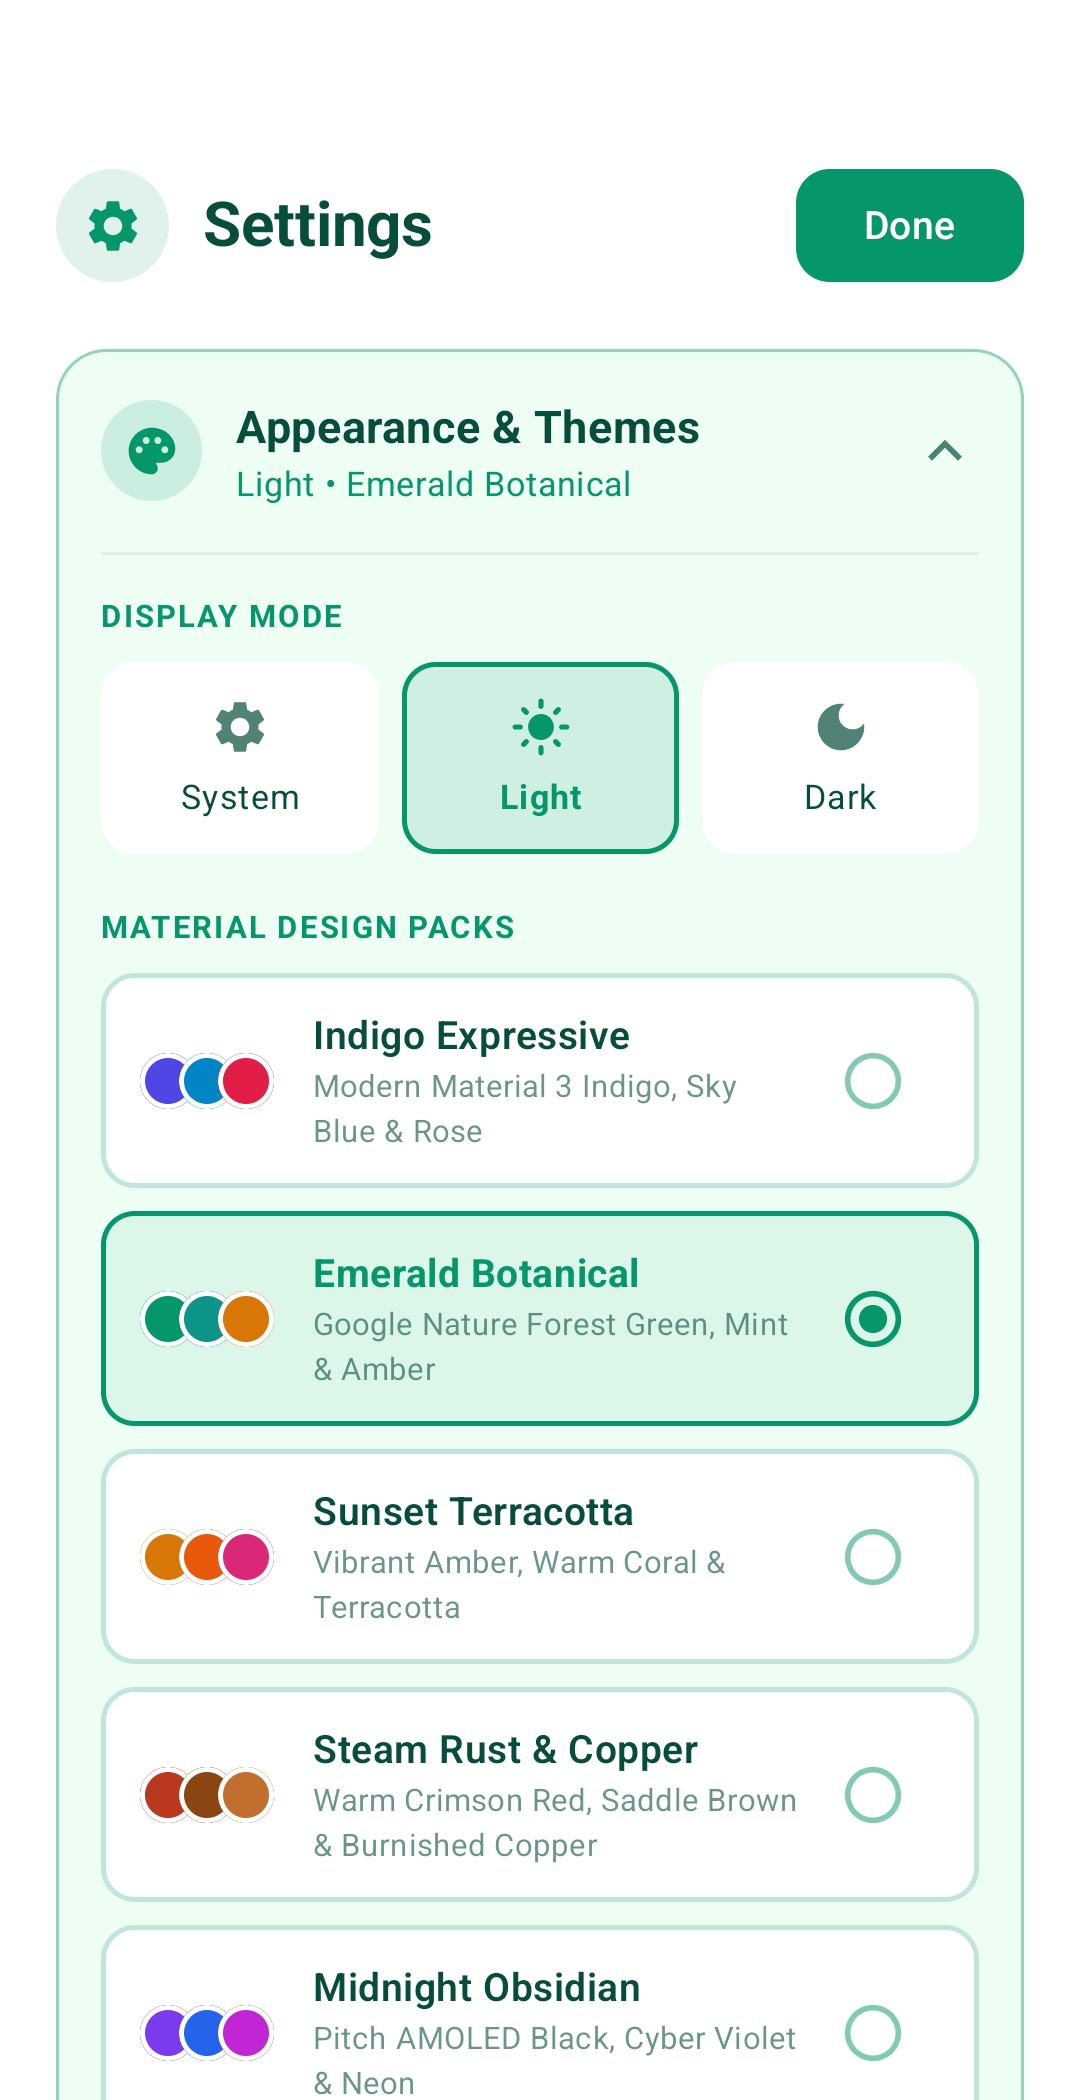 Settings
Done
Appearance & Themes
Light • Emerald Botanical
DISPLAY MODE
System
Light
Dark
MATERIAL DESIGN PACKS
Indigo Expressive
Modern Material 3 Indigo, Sky
Blue & Rose
Emerald Botanical
Google Nature Forest Green, Mint
& Amber
Sunset Terracotta
Vibrant Amber, Warm Coral &
Terracotta
Steam Rust & Copper
Warm Crimson Red, Saddle Brown
& Burnished Copper
Midnight Obsidian
Pitch AMOLED Black, Cyber Violet
& Neon